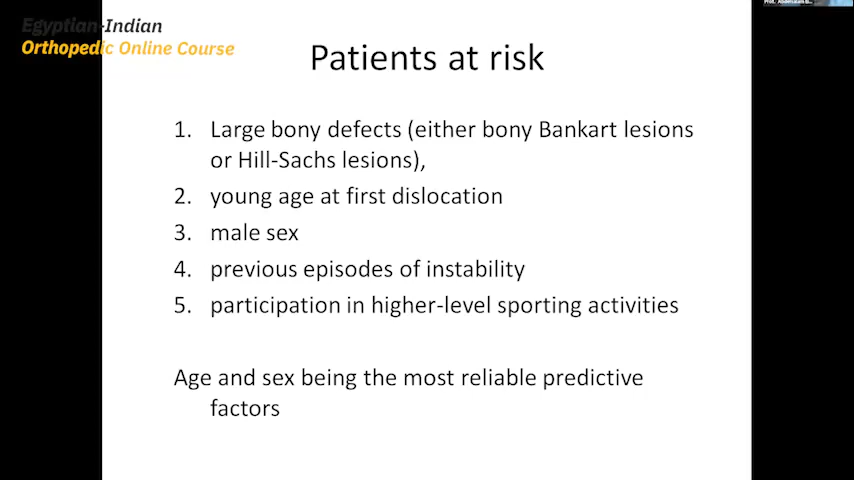 Egyptian-Indian
Orthopedic Online Course
Patients at risk
1. Large bony defects (either bony Bankart lesions
or Hill-Sachs lesions),
2. young age at first dislocation
3. male sex
4. previous episodes of instability
5. participation in higher-level sporting activities
Age and sex being the most reliable predictive
factors